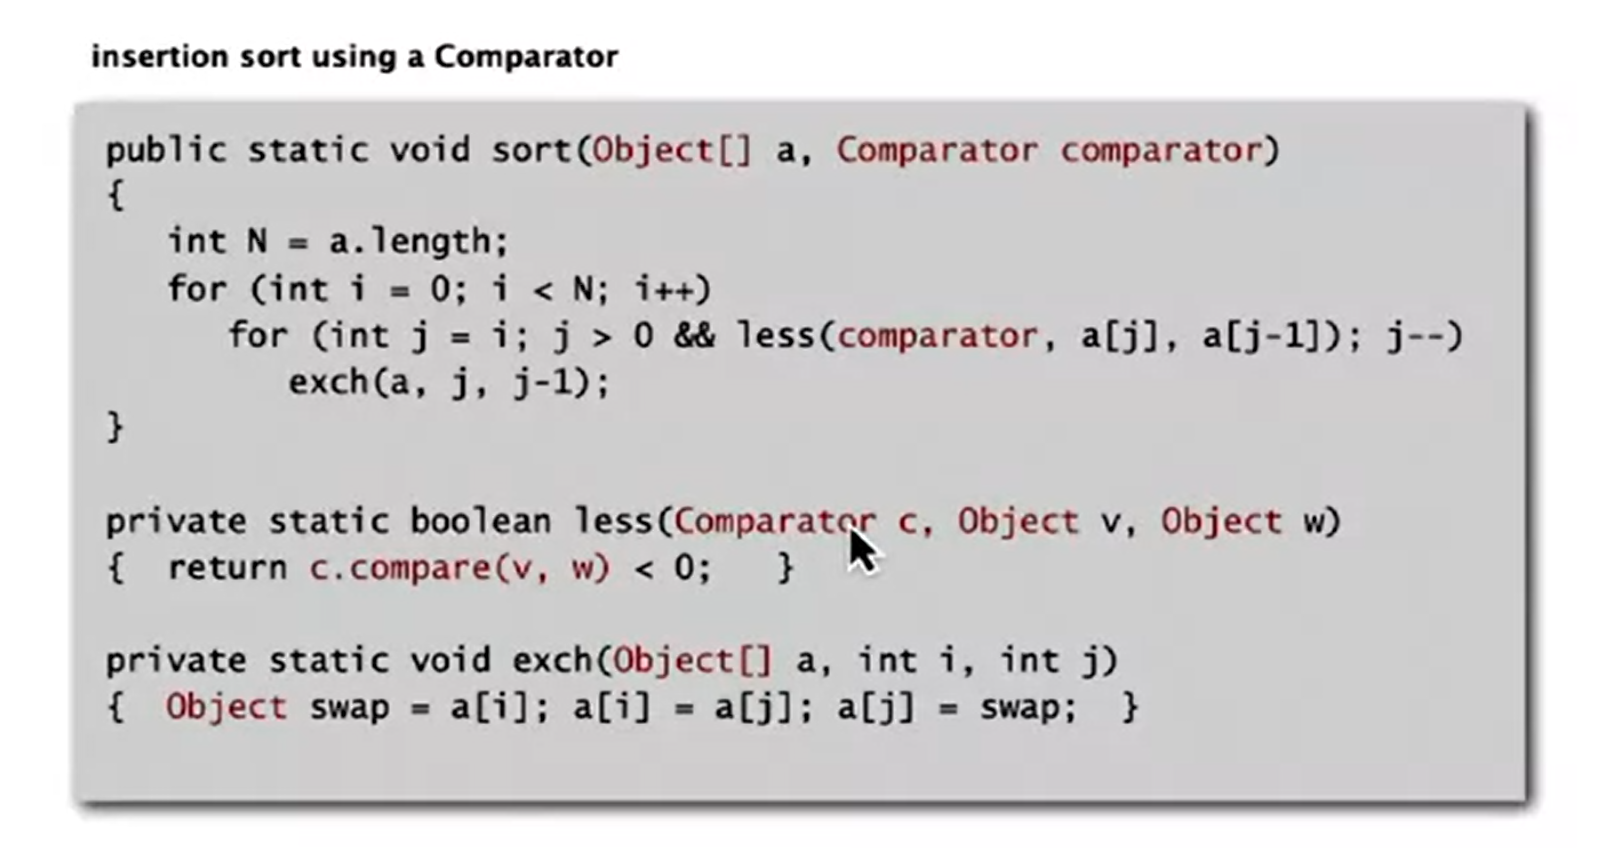 insertion sort using a Comparator
public static void sort(Object[] a, Comparator comparator)
{
   int N = a.length;
   for (int i = 0; i < N; i++)
      for (int j = i; j > 0 && less(comparator, a[j], a[j-1]); j--)
         exch(a, j, j-1);
}
private static boolean less(Comparator c, Object v, Object w)
{  return c.compare(v, w) < 0;   }
private static void exch(Object[] a, int i, int j)
{  Object swap = a[i]; a[i] = a[j]; a[j] = swap;  }